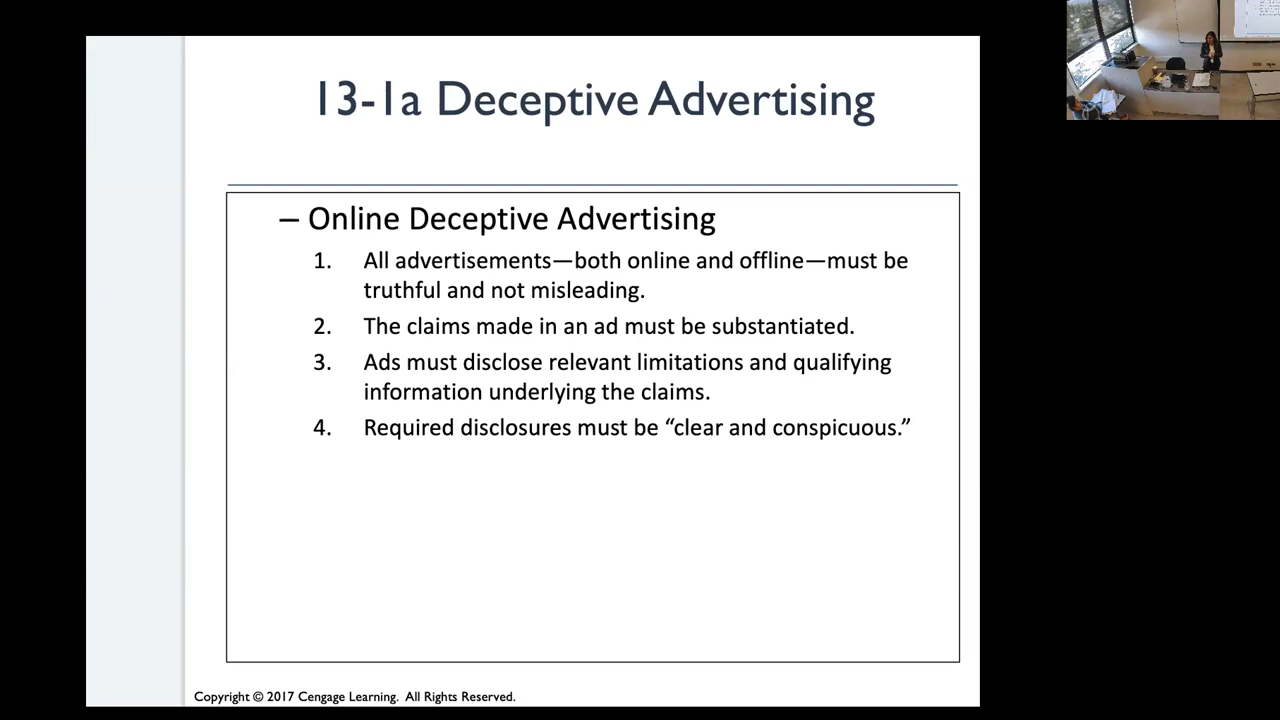 13-1a Deceptive Advertising
– Online Deceptive Advertising
1. All advertisements—both online and offline—must be
truthful and not misleading.
2. The claims made in an ad must be substantiated.
3. Ads must disclose relevant limitations and qualifying
information underlying the claims.
4. Required disclosures must be “clear and conspicuous.”
Copyright © 2017 Cengage Learning. All Rights Reserved.